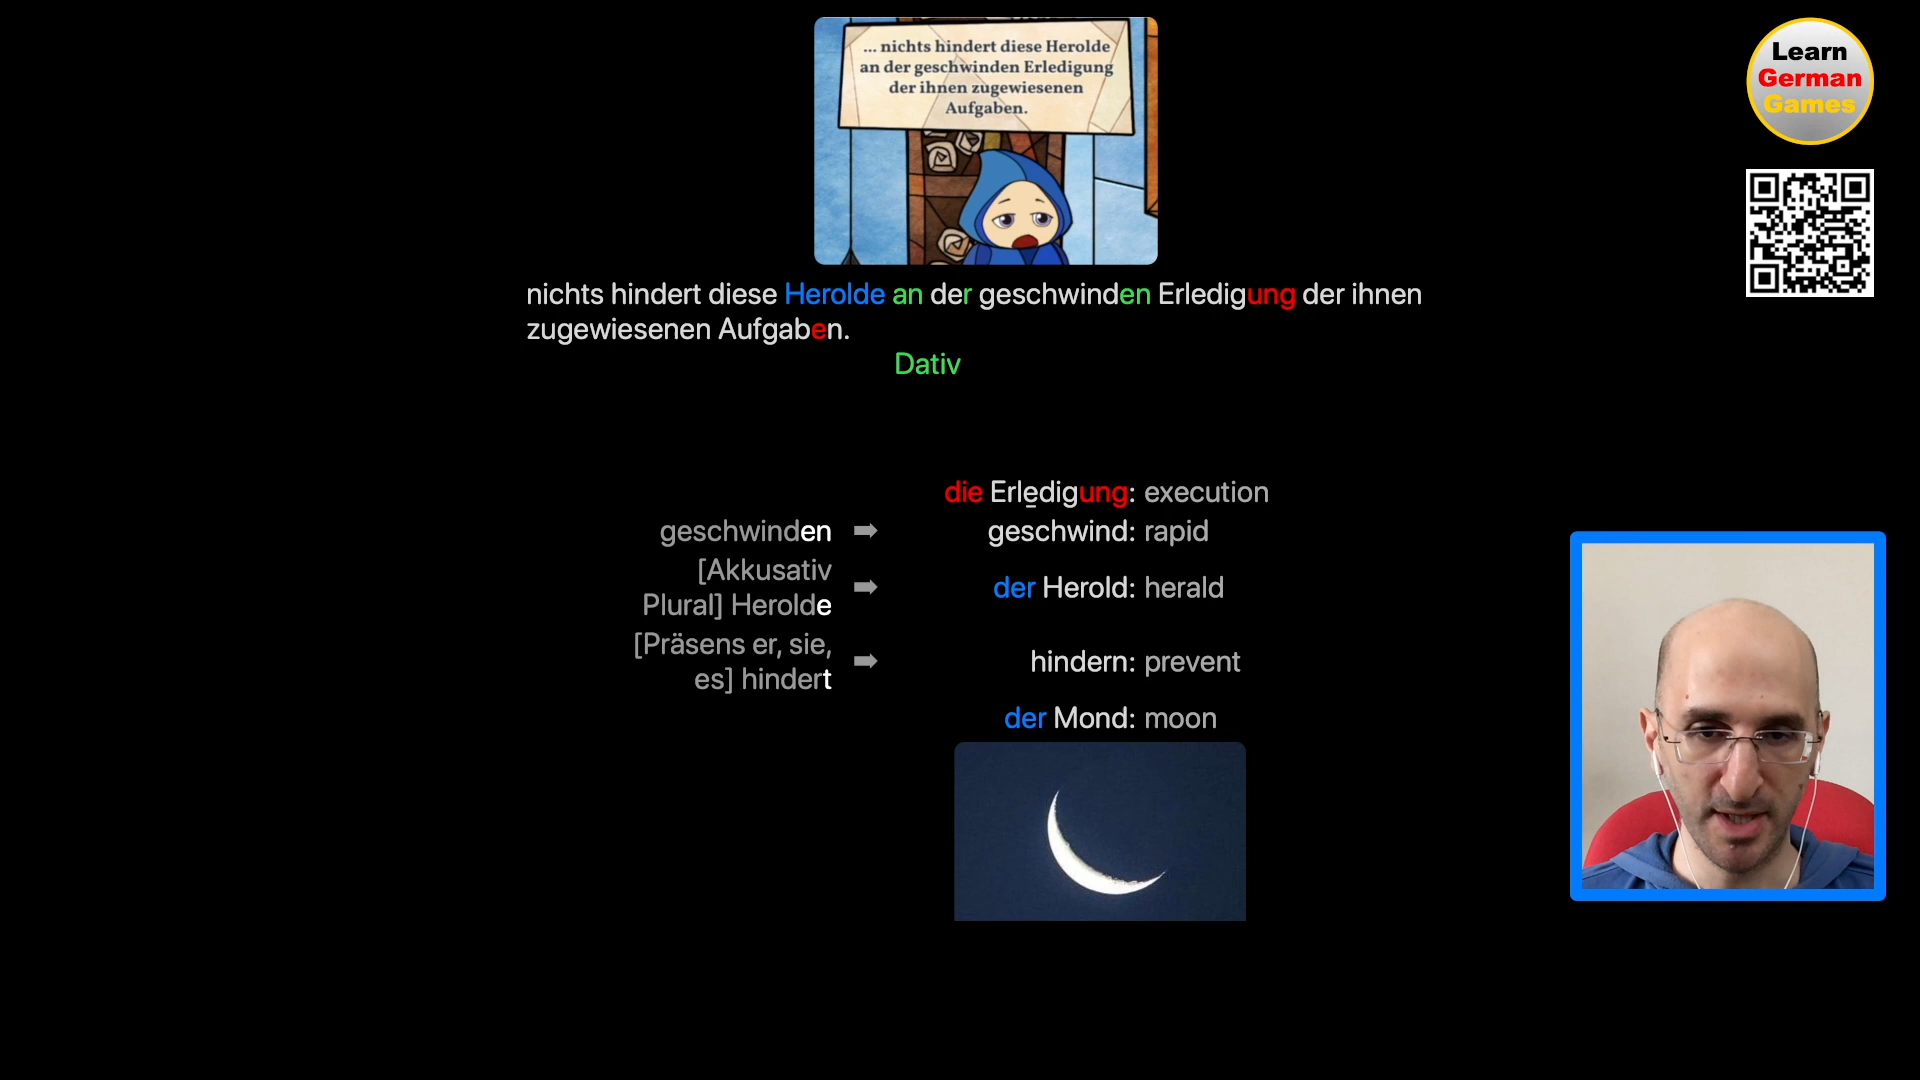 ... nichts hindert diese Herolde
an der geschwinden Erledigung
der ihnen zugewiesenen
Aufgaben.
Learn
German
Games
nichts hindert diese Herolde an der geschwinden Erledigung der ihnen
zugewiesenen Aufgaben.
Dativ
die Erledigung: execution
geschwinden ➡ geschwind: rapid
[Akkusativ
Plural] Herolde ➡ der Herold: herald
[Präsens er, sie,
es] hindert ➡ hindern: prevent
der Mond: moon